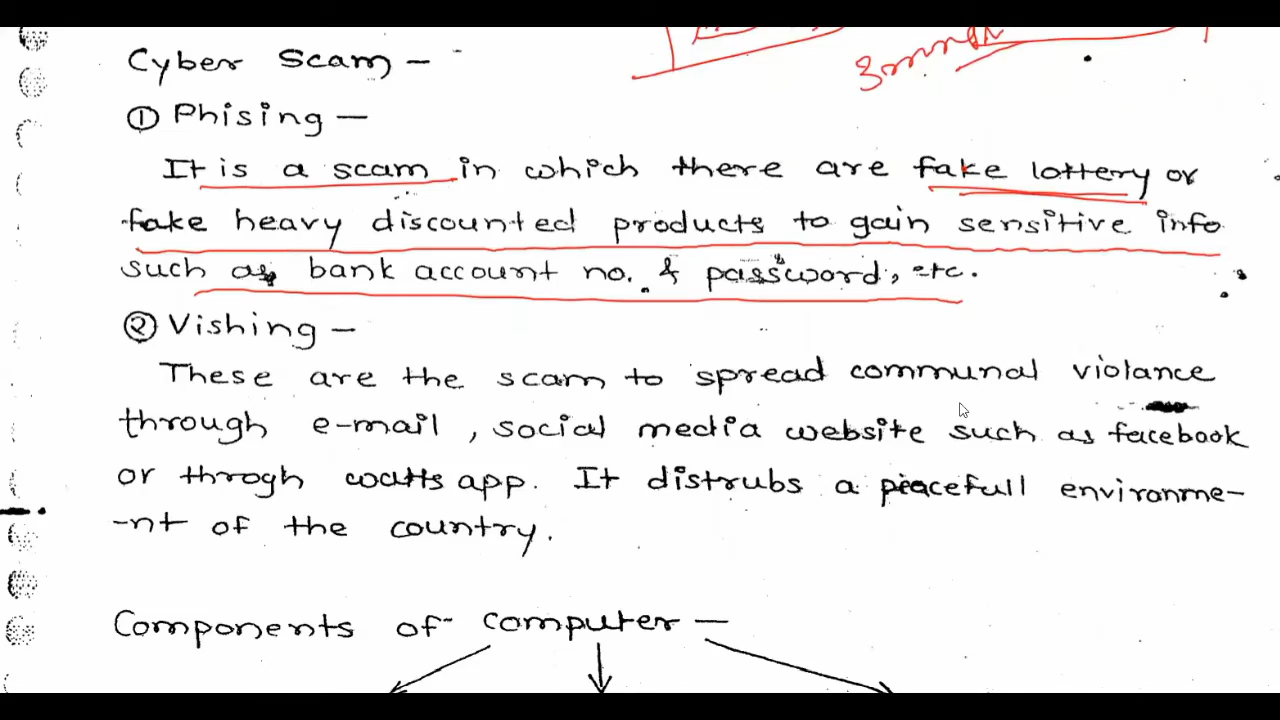 Cyber Scam –
① Phising –
It is a scam in which there are fake lottery or
fake heavy discounted products to gain sensitive info
such as bank account no. & password, etc.
② Vishing –
These are the scam to spread communal violance
through e-mail, social media website such as facebook
or throgh watts app. It distrubs a peacefull environme-
-nt of the country.
Components of computer –